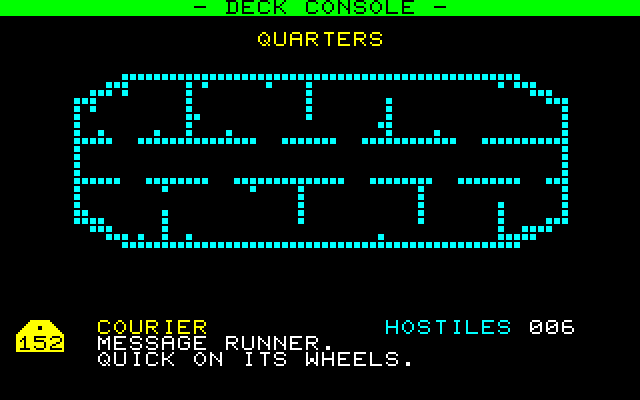 - DECK CONSOLE -
QUARTERS
COURIER HOSTILES 006
152 MESSAGE RUNNER.
QUICK ON ITS WHEELS.